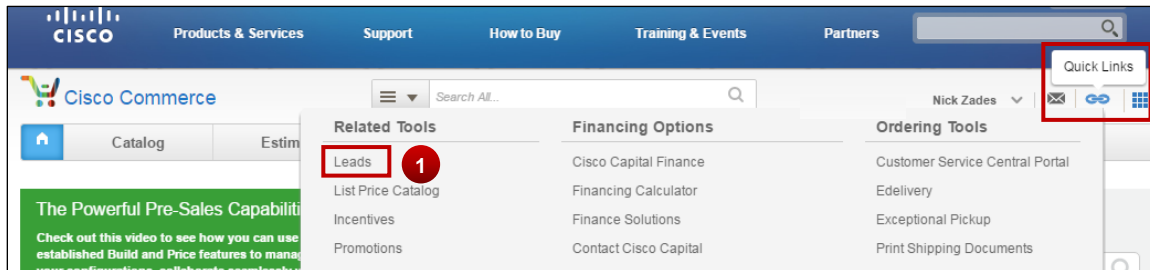 CISCO
Products & Services Support How to Buy Training & Events Partners
Quick Links
Cisco Commerce Search All... Nick Zades
Catalog Estim
Related Tools Financing Options Ordering Tools
Leads 1 Cisco Capital Finance Customer Service Central Portal
List Price Catalog Financing Calculator Edelivery
Incentives Finance Solutions Exceptional Pickup
Promotions Contact Cisco Capital Print Shipping Documents
The Powerful Pre-Sales Capabiliti
Check out this video to see how you can use
established Build and Price features to manag